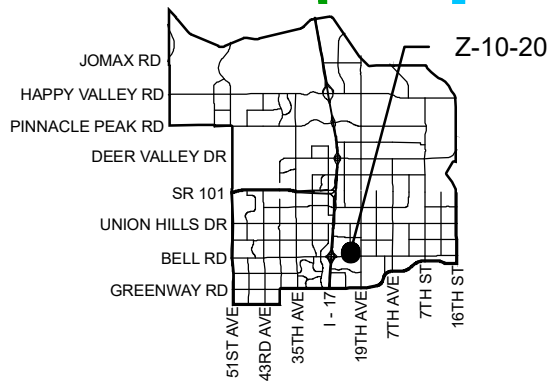 Z-10-20
JOMAX RD
HAPPY VALLEY RD
PINNACLE PEAK RD
DEER VALLEY DR
SR 101
UNION HILLS DR
BELL RD
GREENWAY RD
51ST AVE
43RD AVE
35TH AVE
I - 17
19TH AVE
7TH AVE
7TH ST
16TH ST